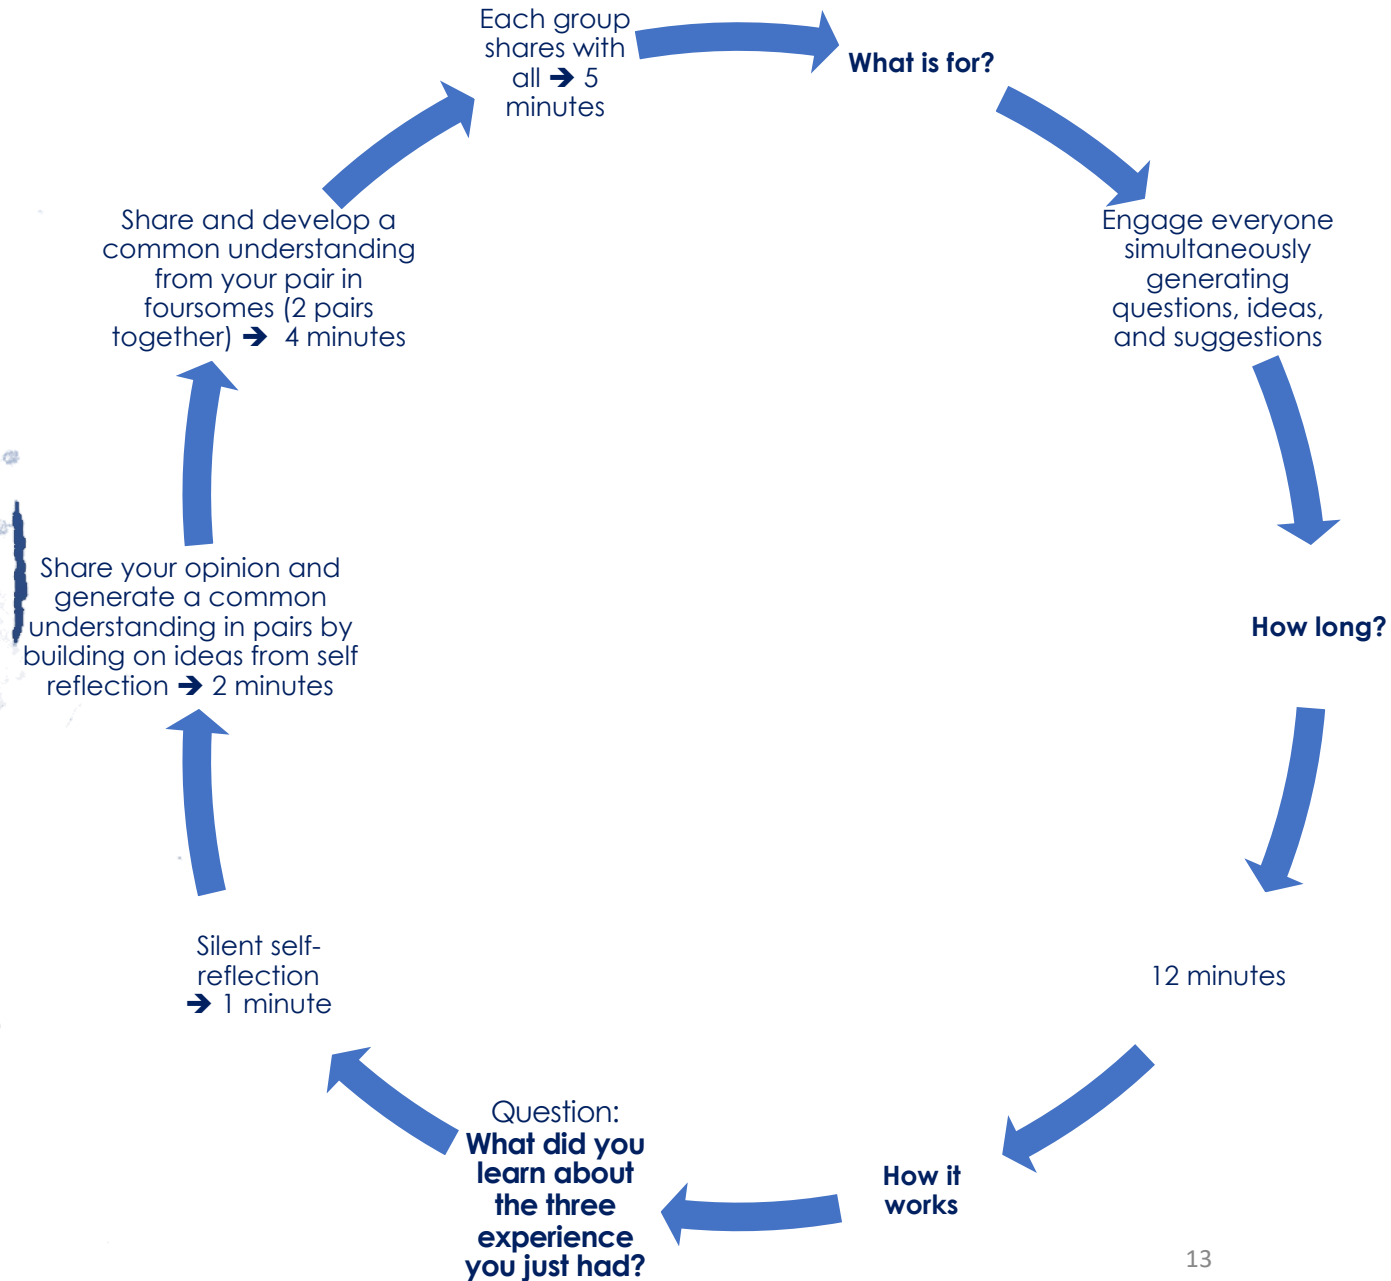 Each group
shares with
all ➔ 5
minutes
What is for?
Engage everyone
simultaneously
generating
questions, ideas,
and suggestions
How long?
12 minutes
How it
works
Question:
What did you
learn about
the three
experience
you just had?
Silent self-
reflection
➔ 1 minute
Share your opinion and
generate a common
understanding in pairs by
building on ideas from self
reflection ➔ 2 minutes
Share and develop a
common understanding
from your pair in
foursomes (2 pairs
together) ➔ 4 minutes
13